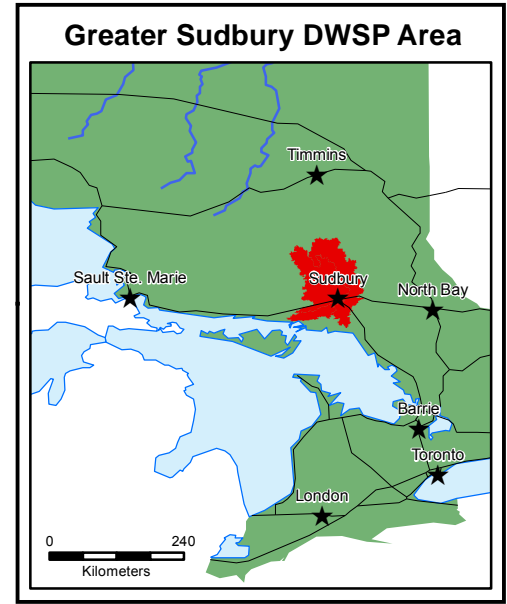 Greater Sudbury DWSP Area
Timmins
Sault Ste. Marie
Sudbury
North Bay
Barrie
Toronto
London
0 240
Kilometers